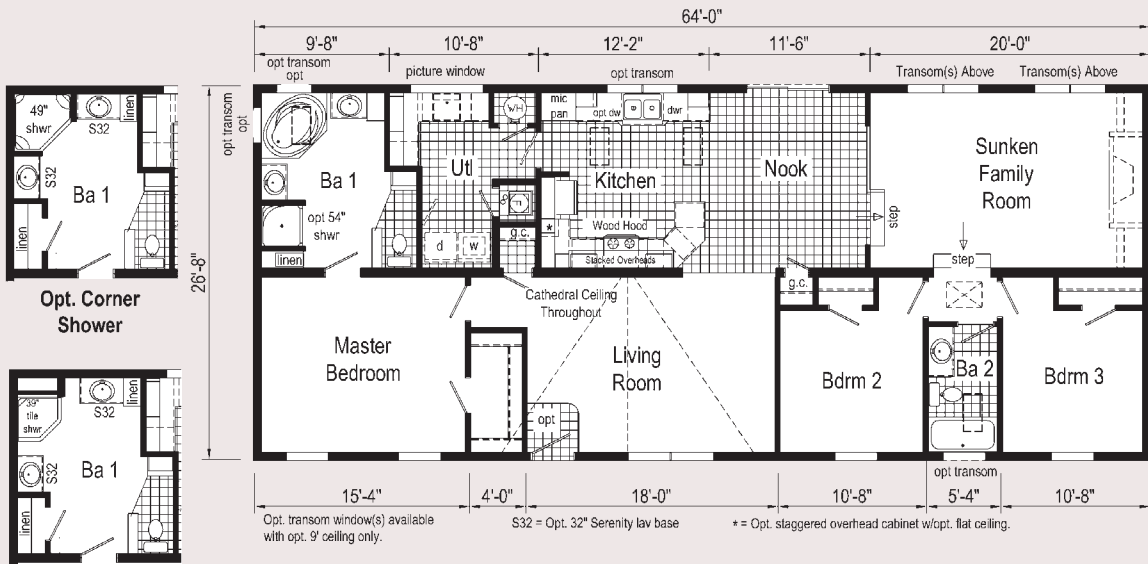 64'-0"
9'-8"
10'-8"
12'-2"
11'-6"
20'-0"
opt transom
opt
picture window
opt transom
Transom(s) Above
Transom(s) Above
49"
shwr
S32
linen
S32
Ba 1
linen
Opt. Corner
Shower
39"
tile
shwr
S32
linen
S32
Ba 1
linen
26'-8"
opt transom
opt
Ba 1
opt 54"
shwr
linen
Utl
WH
d
w
g.c.
mic
pan
opt dw
dwr
Kitchen
Wood Hood
*
Stacked Overheads
Nook
step
Sunken
Family
Room
step
Cathedral Ceiling
Throughout
Master
Bedroom
Living
Room
opt
g.c.
Bdrm 2
Ba 2
Bdrm 3
opt transom
15'-4"
4'-0"
18'-0"
10'-8"
5'-4"
10'-8"
Opt. transom window(s) available
with opt. 9' ceiling only.
S32 = Opt. 32" Serenity lav base
* = Opt. staggered overhead cabinet w/opt. flat ceiling.